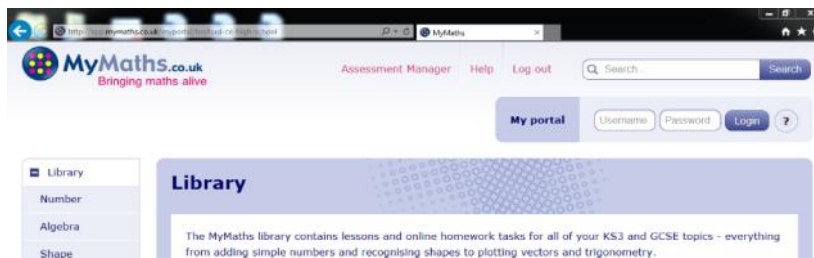 MyMaths
MyMaths.co.uk
Bringing maths alive
Assessment Manager Help Log out Search... Search
My portal Username Password Login ?
Library
Number
Algebra
Shape
Library
The MyMaths library contains lessons and online homework tasks for all of your KS3 and GCSE topics - everything
from adding simple numbers and recognising shapes to plotting vectors and trigonometry.